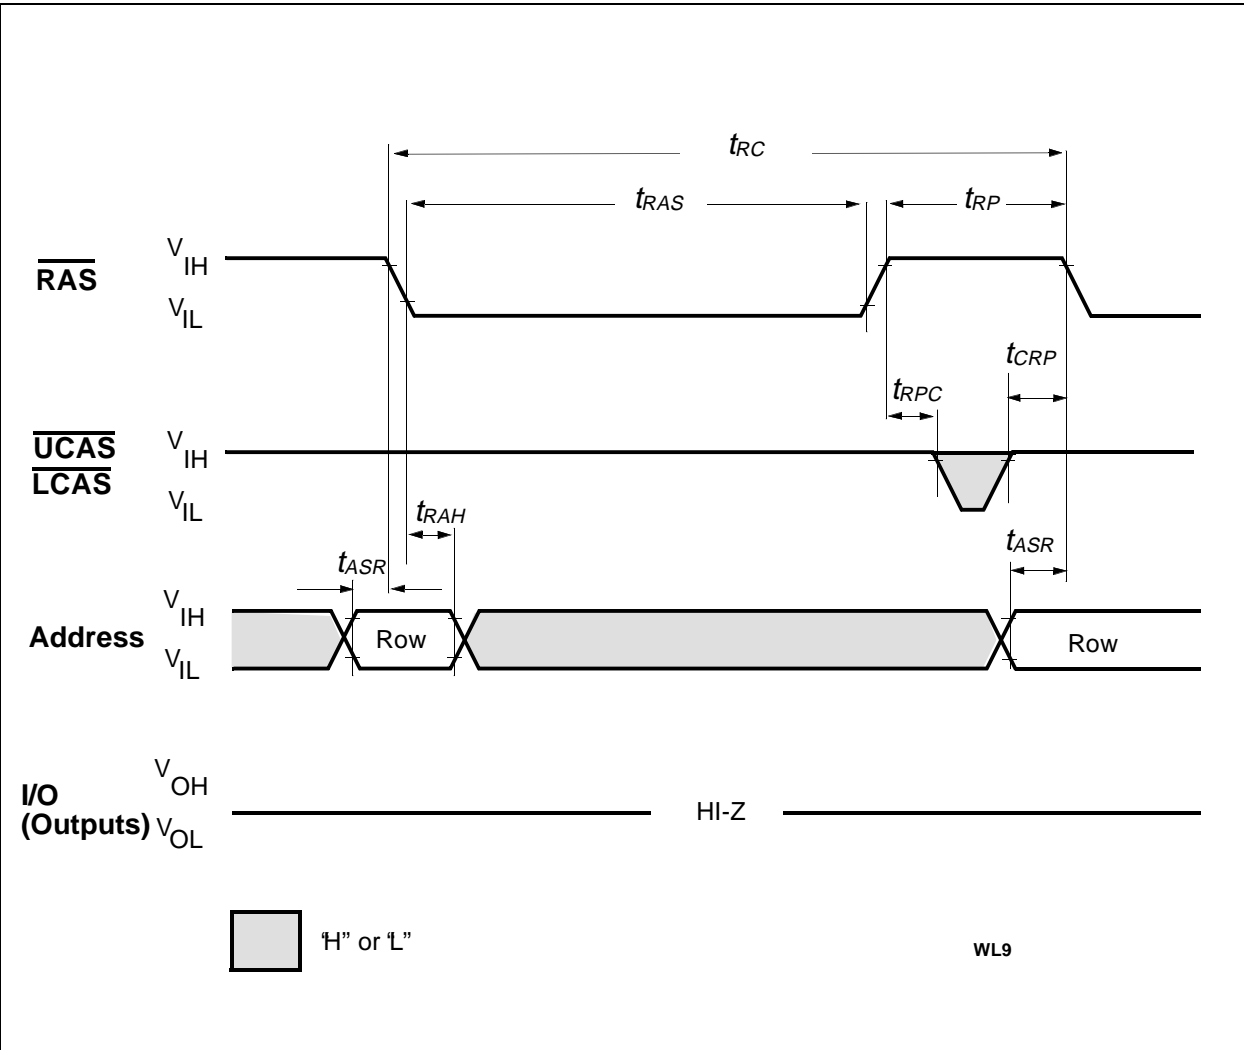 tRC
tRAS
tRP
RAS
VIH
VIL
tCRP
tRPC
UCAS
LCAS
VIH
VIL
tRAH
tASR
tASR
Address
VIH
VIL
Row
Row
I/O
(Outputs)
VOH
VOL
HI-Z
“H” or “L”
WL9